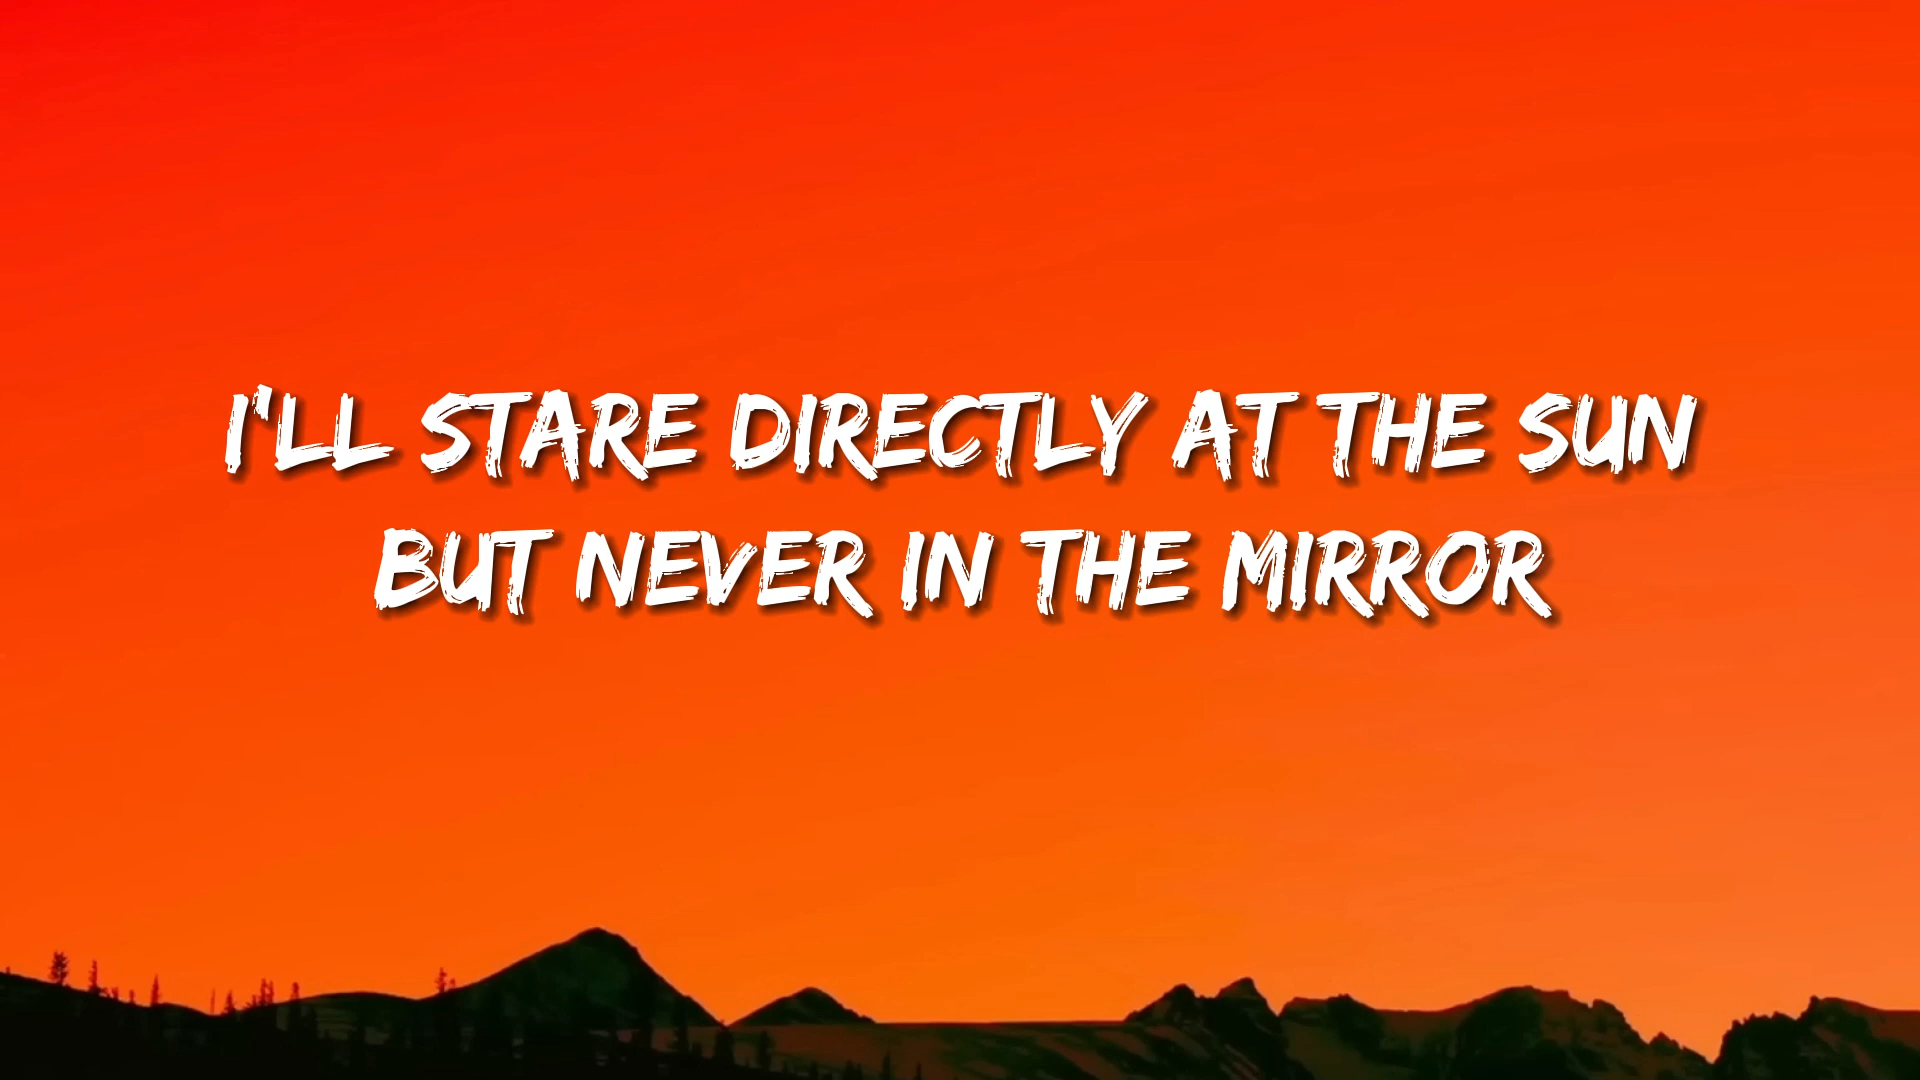 I'LL STARE DIRECTLY AT THE SUN
BUT NEVER IN THE MIRROR